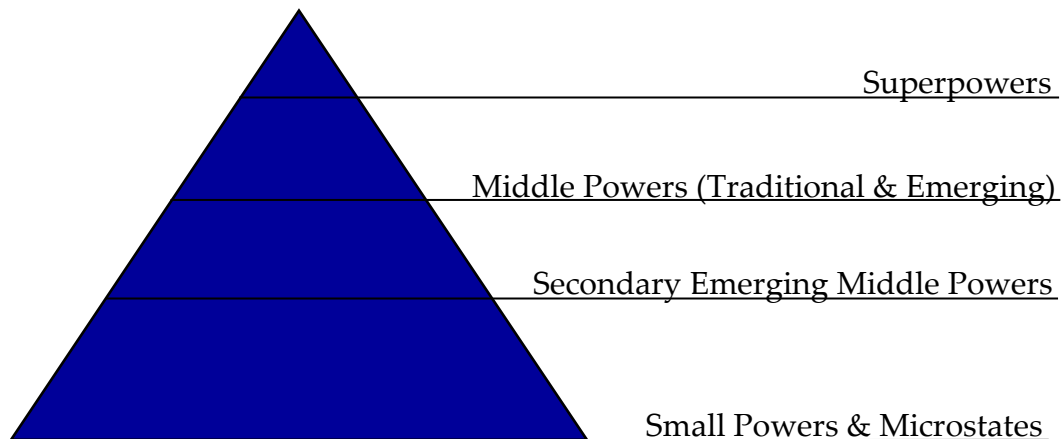 Superpowers
Middle Powers (Traditional & Emerging)
Secondary Emerging Middle Powers
Small Powers & Microstates